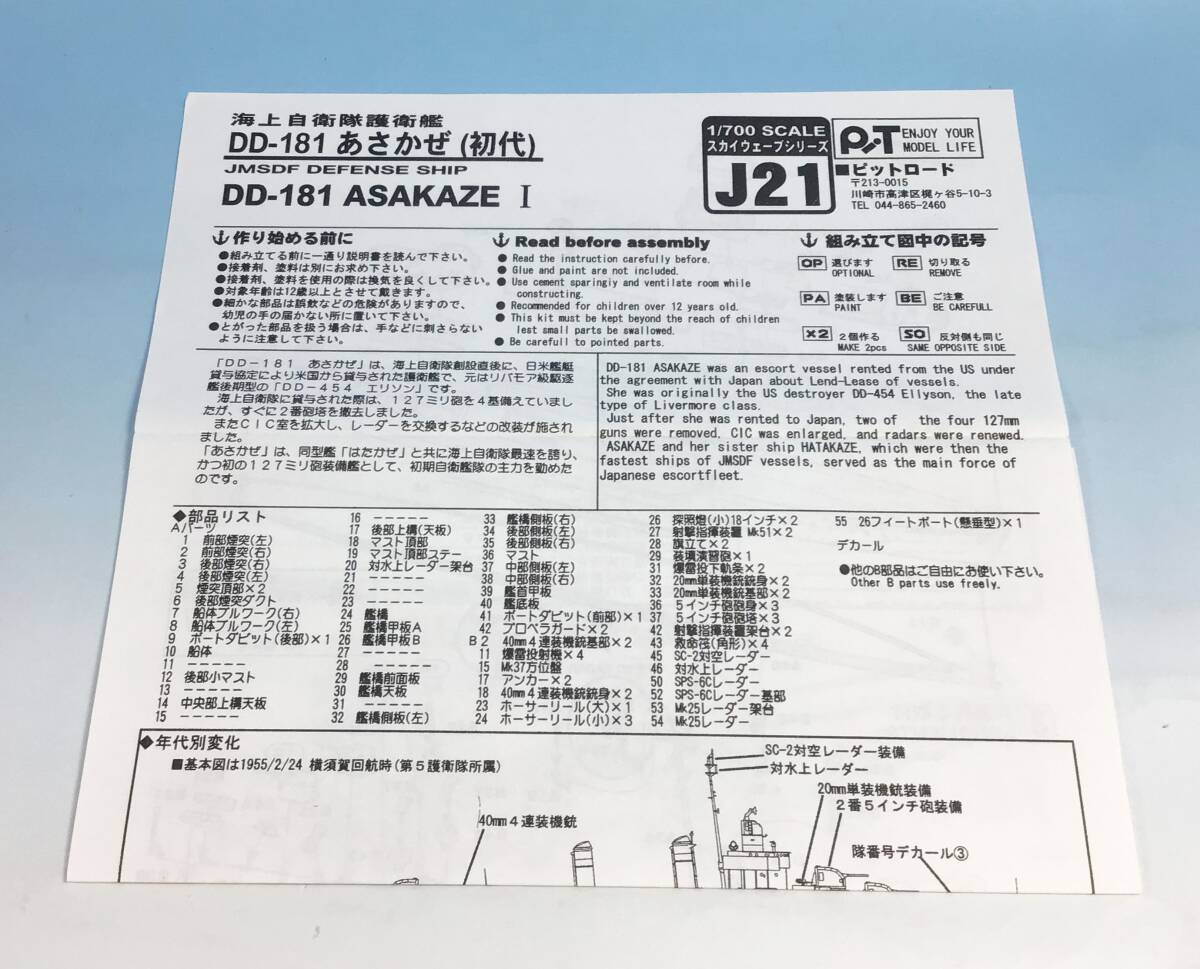 海上自衛隊護衛艦
DD-181 あさかぜ (初代)
JMSDF DEFENSE SHIP
DD-181 ASAKAZE Ⅰ
1/700 SCALE
スカイウェーブシリーズ
J21
PIT
ENJOY YOUR
MODEL LIFE
■ピットロード
〒213-0015
川崎市高津区梶ヶ谷5-10-3
TEL 044-865-2460
作り始める前に
●組み立てる前に一通り説明書を読んで下さい。
●接着剤、塗料は別にお求め下さい。
●接着剤、塗料を使用の際は換気を良くして下さい。
●対象年齢は12歳以上とさせて戴きます。
●細かな部品は誤飲などの危険がありますので、
幼児の手の届かない所に置いて下さい。
●とがった部品を扱う場合は、手などに刺さらない
ように注意して下さい。
Read before assembly
● Read the instruction carefully before.
● Glue and paint are not included.
● Use cement sparingly and ventilate room while
constructing.
● Recommended for children over 12 years old.
● This kit must be kept beyond the reach of children
lest small parts be swallowed.
● Be carefull to pointed parts.
組み立て図中の記号
OP 選びます
OPTIONAL
RE 切り取る
REMOVE
PA 塗装します
PAINT
BE ご注意
BE CAREFULL
×2 2個作る
MAKE 2pcs
SO 反対側も同じ
SAME OPPOSITE SIDE
「DD-181 あさかぜ」は、海上自衛隊創設直後に、日米艦艇
貸与協定により米国から貸与された護衛艦で、元はリバモア級駆逐
艦後期型の「DD-454 エリソン」です。
海上自衛隊に貸与された際は、127ミリ砲を4基備えていまし
たが、すぐに2番砲塔を撤去しました。
またCIC室を拡大し、レーダーを交換するなどの改装が施され
ました。
「あさかぜ」は、同型艦「はたかぜ」と共に海上自衛隊最速を誇り、
かつ初の127ミリ砲装備艦として、初期自衛艦隊の主力を勤めた
のです。
DD-181 ASAKAZE was an escort vessel rented from the US under
the agreement with Japan about Lend-Lease of vessels.
She was originally the US destroyer DD-454 Ellyson, the late
type of Livermore class.
Just after she was rented to Japan, two of the four 127mm
guns were removed, CIC was enlarged, and radars were renewed.
ASAKAZE and her sister ship HATAKAZE, which were then the
fastest ships of JMSDF vessels, served as the main force of
Japanese escortfleet.
◆部品リスト
Aパーツ
1 前部煙突(左)
2 前部煙突(右)
3 後部煙突(右)
4 後部煙突(左)
5 煙突頂部×2
6 後部煙突ダクト
7 船体ブルワーク(右)
8 船体ブルワーク(左)
9 ボートダビット(後部)×1
10 船体
11 -----
12 後部小マスト
13 -----
14 中央部上構天板
15 -----
16 -----
17 後部上構(天板)
18 マスト頂部
19 マスト頂部ステー
20 対水上レーダー架台
21 -----
22 -----
23 -----
24 艦橋
25 艦橋甲板A
26 艦橋甲板B
27 -----
28 -----
29 艦橋前面板
30 艦橋天板
31 -----
32 艦橋側板(左)
33 艦橋側板(右)
34 後部側板(左)
35 後部側板(右)
36 マスト
37 中部側板(左)
38 中部側板(右)
39 艦首甲板
40 艦底板
41 ボートダビット(前部)×1
42 プロペラガード×2
B 2 40mm4連装機銃基部×2
11 爆雷投射機×4
15 Mk37方位盤
17 アンカー×2
18 40mm4連装機銃銃身×2
23 ホーサーリール(大)×1
24 ホーサーリール(小)×3
26 探照燈(小)18インチ×2
27 射撃指揮装置 Mk51×2
28 旗立て×2
29 装填演習砲×1
31 爆雷投下軌条×2
32 20mm単装機銃銃身×2
33 20mm単装機銃基部×2
36 5インチ砲砲身×3
37 5インチ砲砲塔×3
42 射撃指揮装置架台×2
43 救命筏(角形)×4
45 SC-2対空レーダー
46 対水上レーダー
50 SPS-6Cレーダー
52 SPS-6Cレーダー基部
53 Mk25レーダー架台
54 Mk25レーダー
55 26フィートボート(懸垂型)×1
デカール
●他のB部品はご自由にお使い下さい。
Other B parts use freely.
◆年代別変化
■基本図は1955/2/24 横須賀回航時(第5護衛隊所属)
SC-2対空レーダー装備
対水上レーダー
20mm単装機銃装備
2番5インチ砲装備
40mm4連装機銃
隊番号デカール③